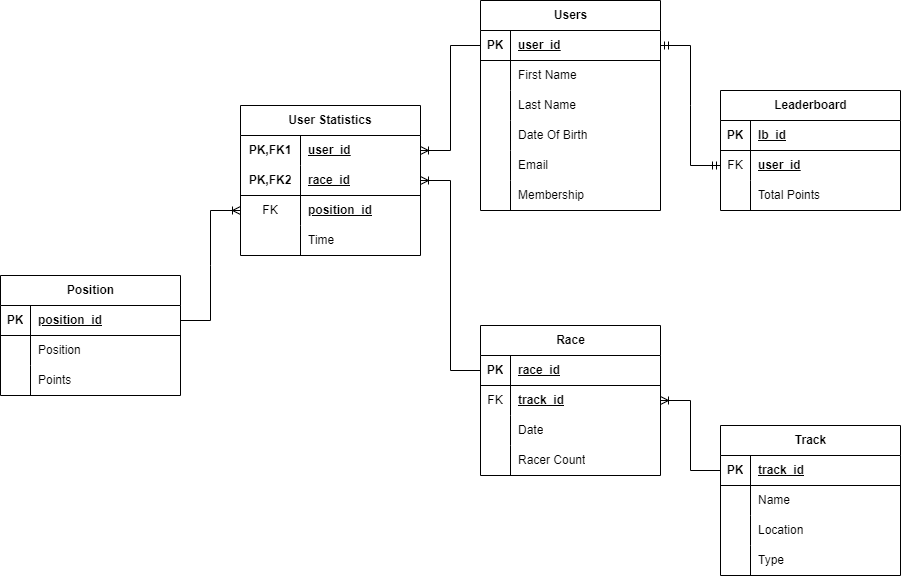 Users
PK user_id
First Name
Last Name
Date Of Birth
Email
Membership
Leaderboard
PK lb_id
FK user_id
Total Points
User Statistics
PK,FK1 user_id
PK,FK2 race_id
FK position_id
Time
Position
PK position_id
Position
Points
Race
PK race_id
FK track_id
Date
Racer Count
Track
PK track_id
Name
Location
Type